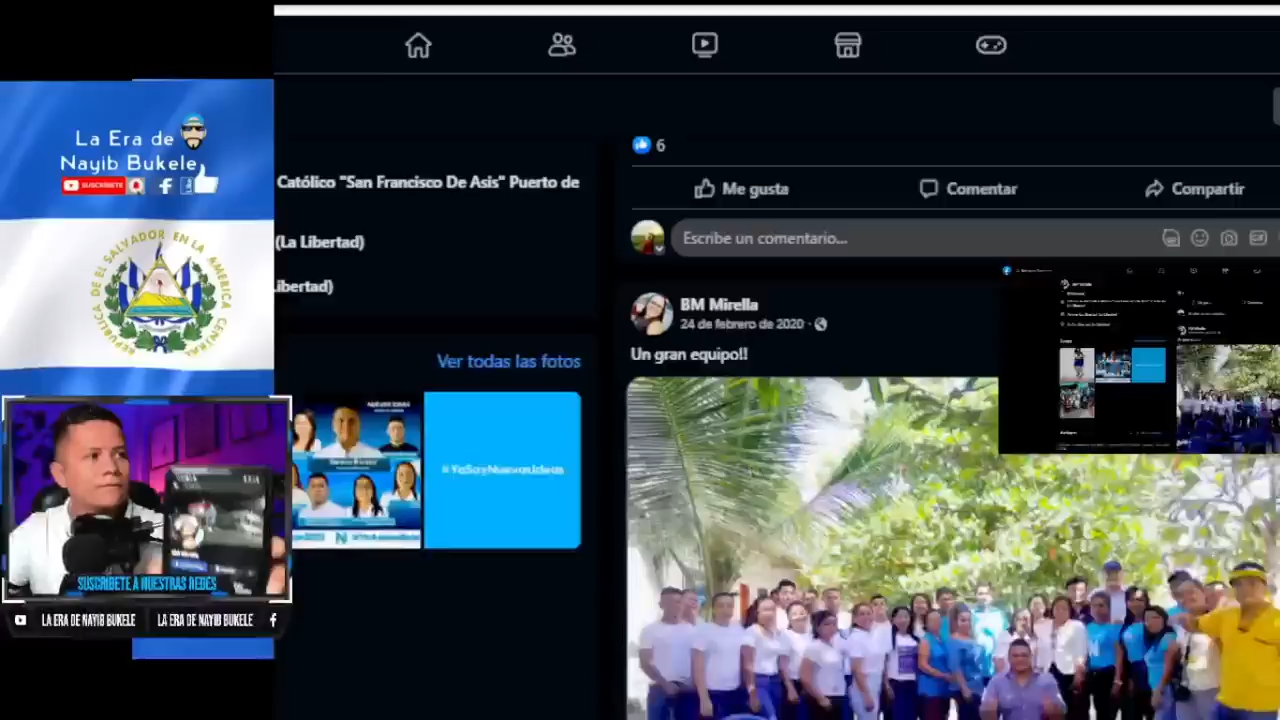 La Era de
Nayib Bukele
SUSCRIBETE
REPUBLICA DE EL SALVADOR EN LA AMERICA CENTRAL
SUSCRIBETE A NUESTRAS REDES
LA ERA DE NAYIB BUKELE
LA ERA DE NAYIB BUKELE
Católico "San Francisco De Asis" Puerto de
(La Libertad)
ibertad)
Ver todas las fotos
#YoSoyNuevasIdeas
6
Me gusta
Comentar
Compartir
Escribe un comentario...
GIF
BM Mirella
24 de febrero de 2020
Un gran equipo!!